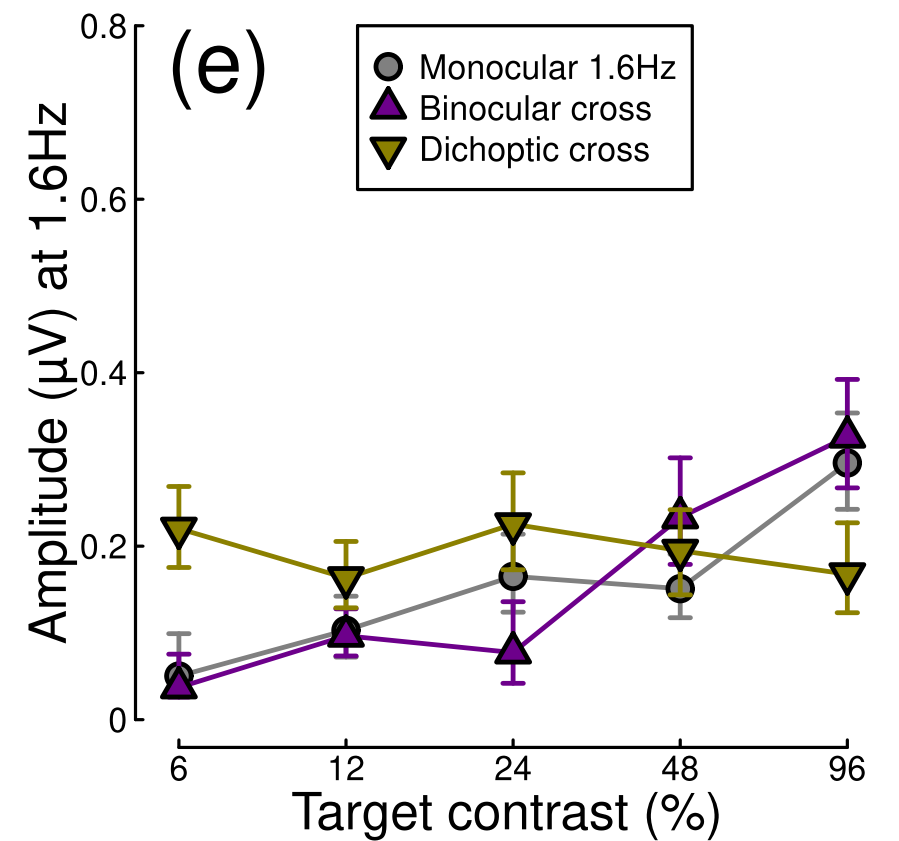 (e)
Monocular 1.6Hz
Binocular cross
Dichoptic cross
Amplitude (µV) at 1.6Hz
0.8
0.6
0.4
0.2
0
6 12 24 48 96
Target contrast (%)